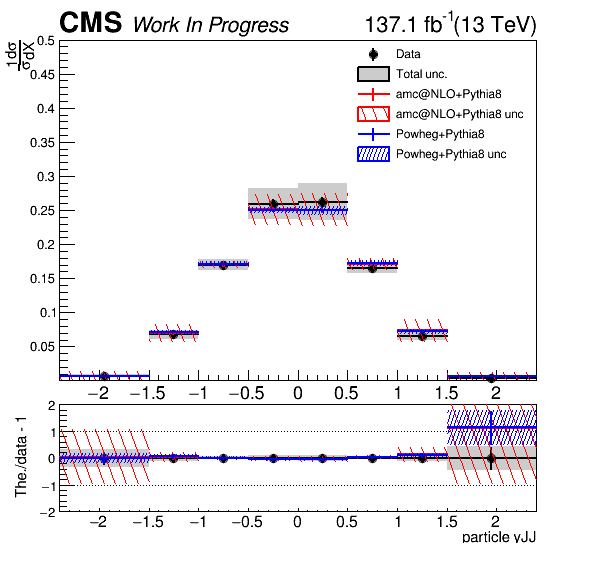 CMS Work In Progress 137.1 fb⁻¹(13 TeV)
1dσ
σdX
0.5
0.45
0.4
0.35
0.3
0.25
0.2
0.15
0.1
0.05
Data
Total unc.
amc@NLO+Pythia8
amc@NLO+Pythia8 unc
Powheg+Pythia8
Powheg+Pythia8 unc
−2 −1.5 −1 −0.5 0 0.5 1 1.5 2
The./data - 1
2
1
0
−1
−2
−2 −1.5 −1 −0.5 0 0.5 1 1.5 2
particle yJJ